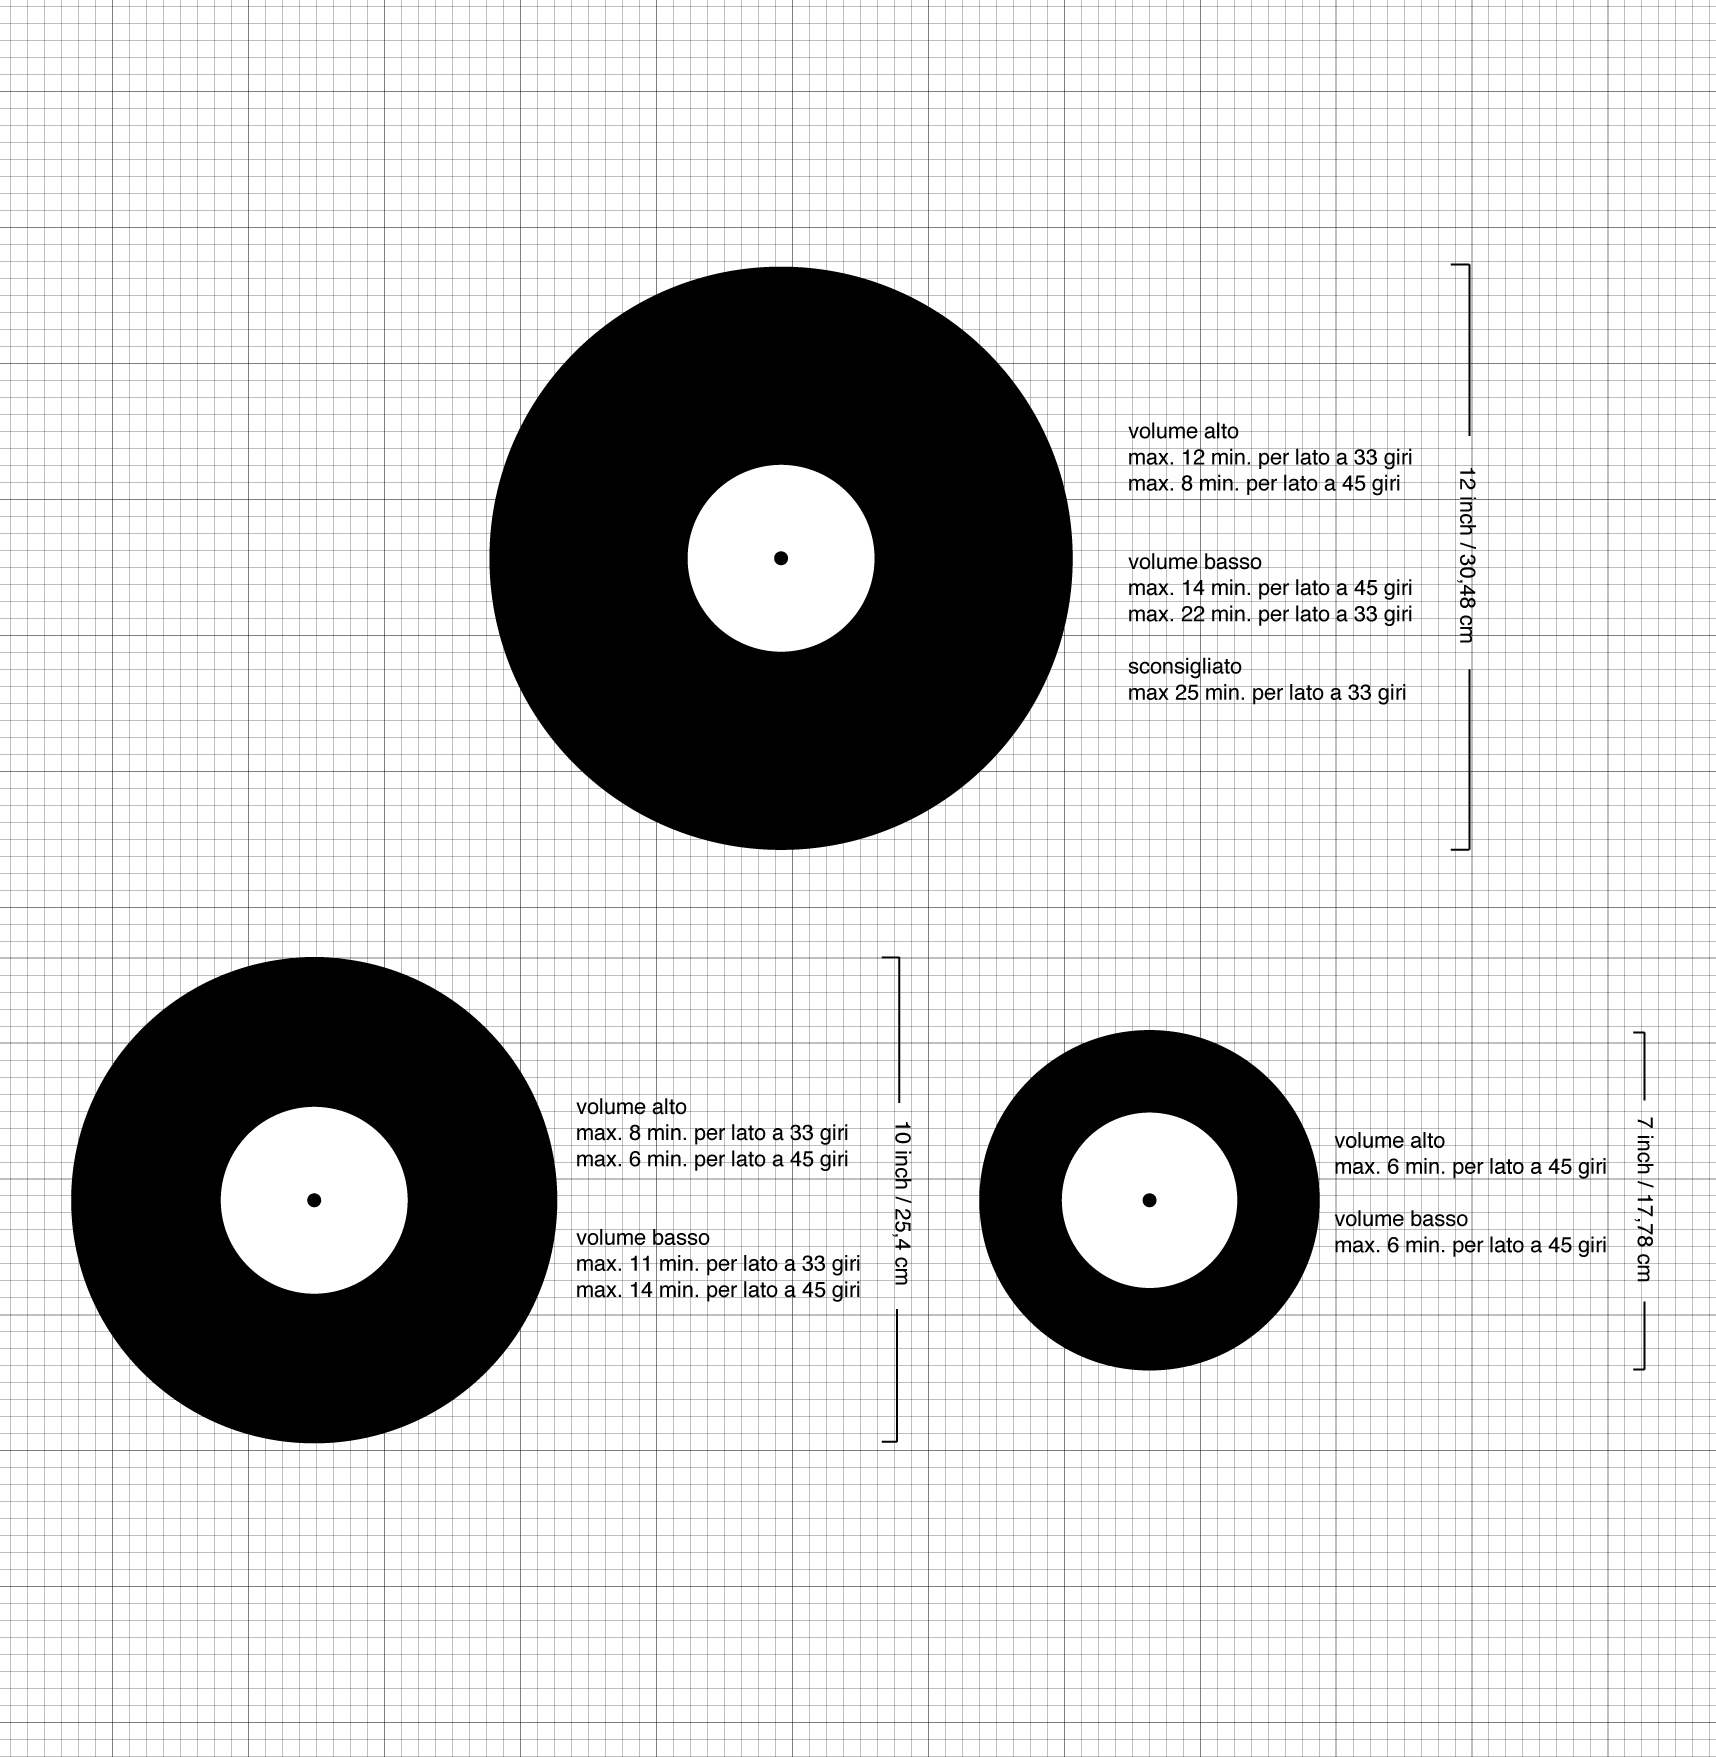 volume alto
max. 12 min. per lato a 33 giri
max. 8 min. per lato a 45 giri
volume basso
max. 14 min. per lato a 45 giri
max. 22 min. per lato a 33 giri
sconsigliato
max 25 min. per lato a 33 giri
12 inch / 30,48 cm
volume alto
max. 8 min. per lato a 33 giri
max. 6 min. per lato a 45 giri
volume basso
max. 11 min. per lato a 33 giri
max. 14 min. per lato a 45 giri
10 inch / 25,4 cm
volume alto
max. 6 min. per lato a 45 giri
volume basso
max. 6 min. per lato a 45 giri
7 inch / 17,78 cm